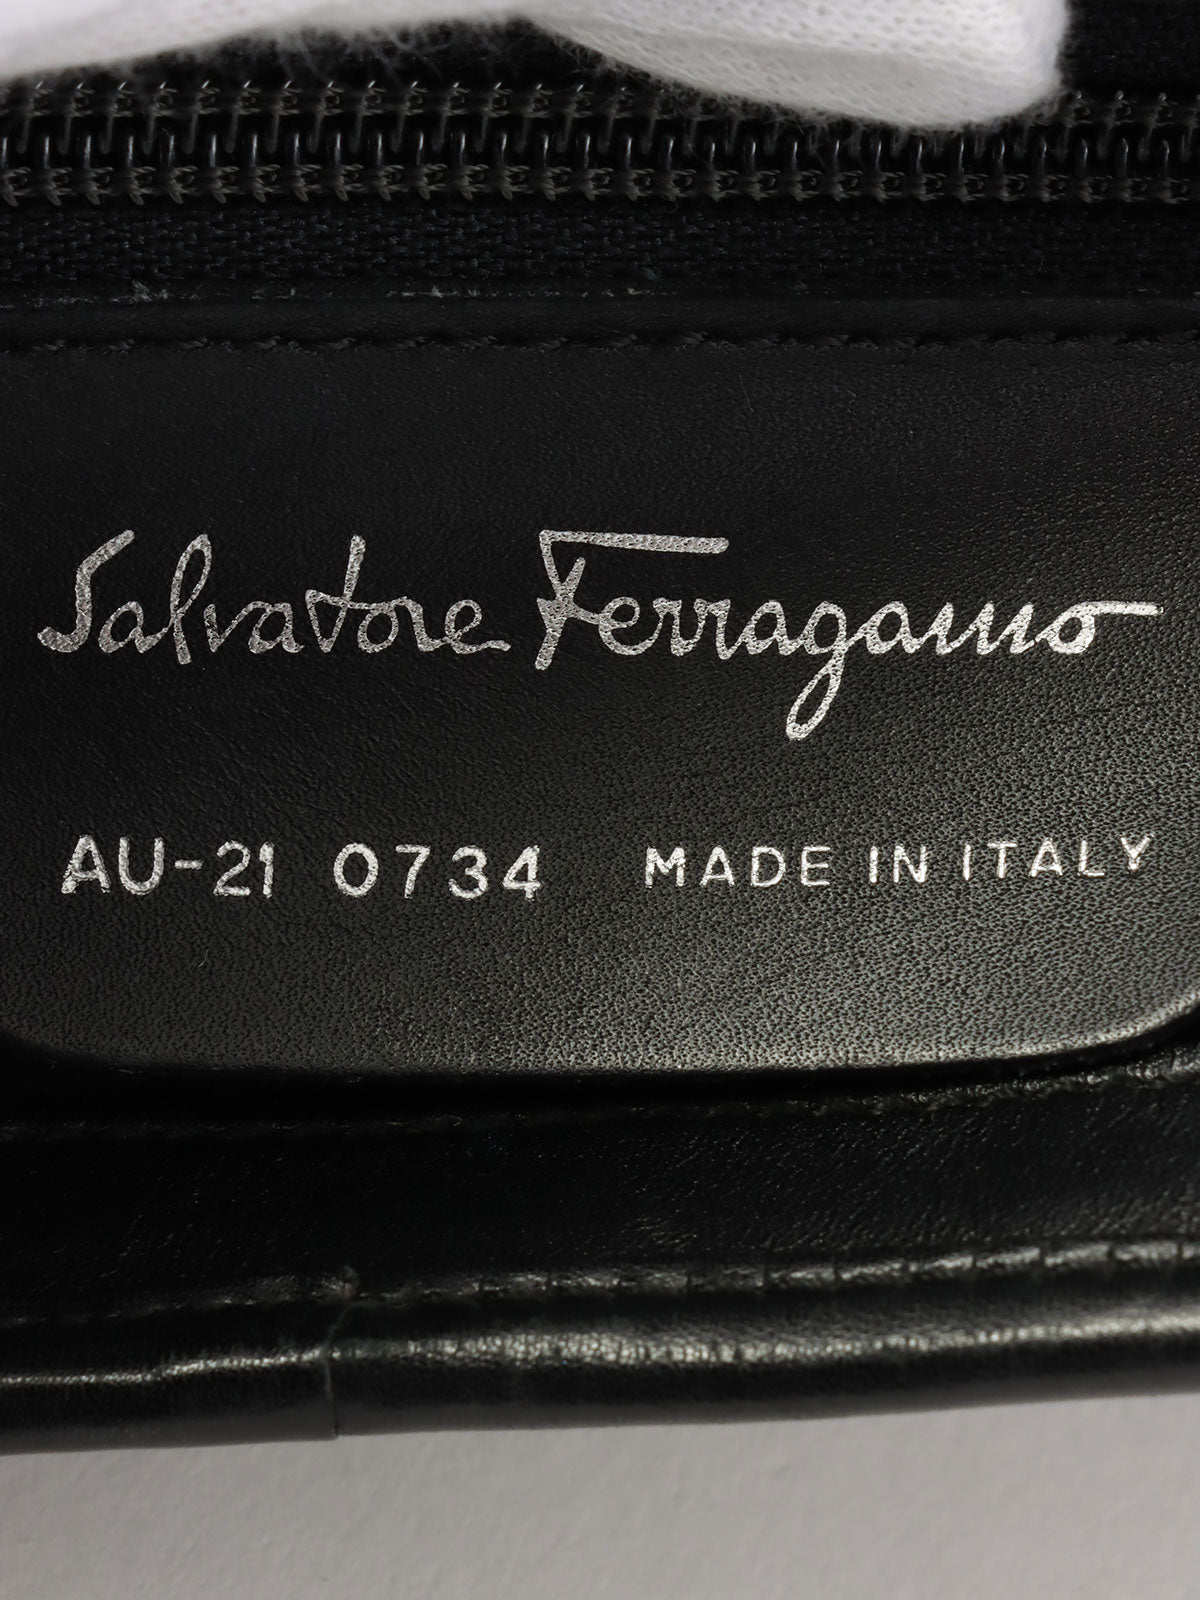 Salvatore Ferragamo
AU-21 0734 MADE IN ITALY